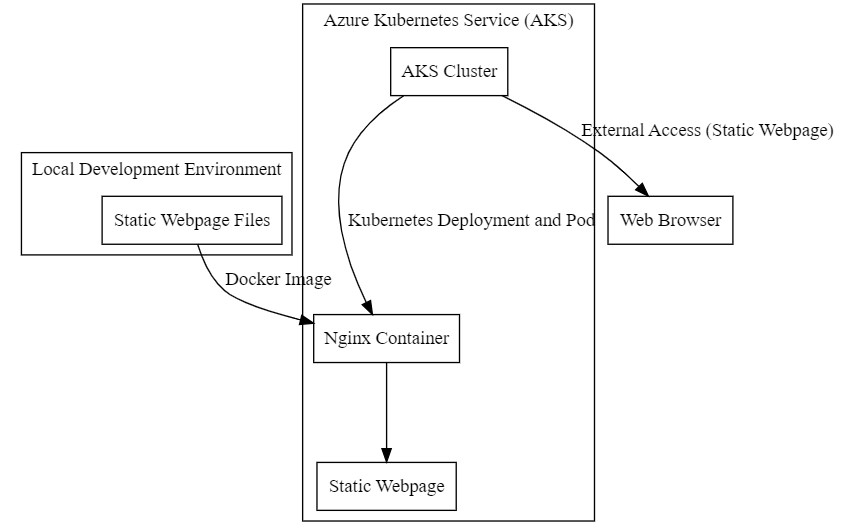 Azure Kubernetes Service (AKS)
AKS Cluster
External Access (Static Webpage)
Local Development Environment
Static Webpage Files
Kubernetes Deployment and Pod
Web Browser
Docker Image
Nginx Container
Static Webpage